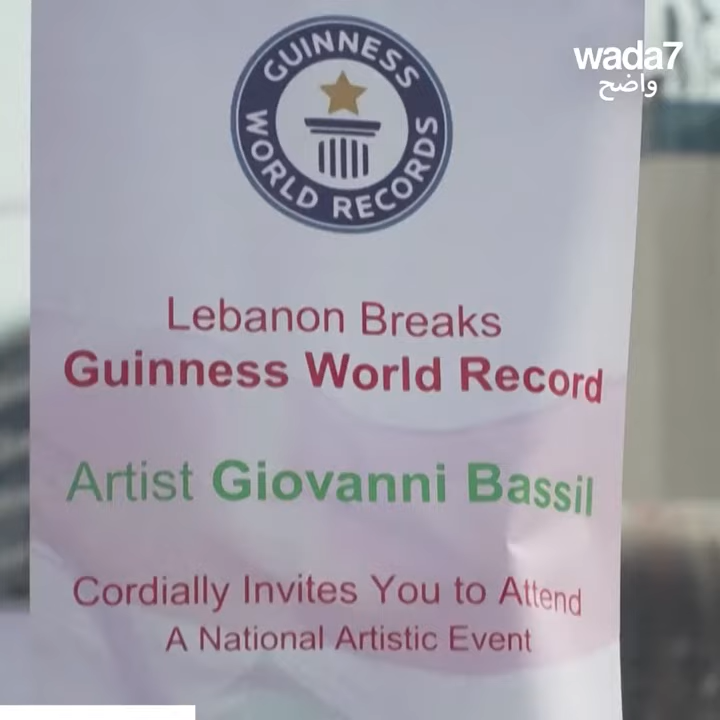 wada7
واضح
GUINNESS
WORLD RECORDS
Lebanon Breaks
Guinness World Record
Artist Giovanni Bassil
Cordially Invites You to Attend
A National Artistic Event